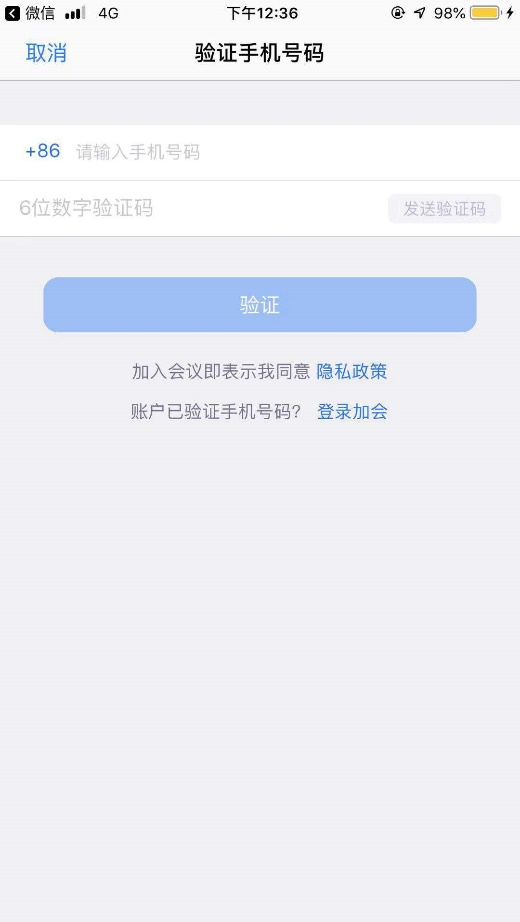 微信 4G 下午12:36 98%
取消 验证手机号码
+86 请输入手机号码
6位数字验证码 发送验证码
验证
加入会议即表示我同意 隐私政策
账户已验证手机号码? 登录加会